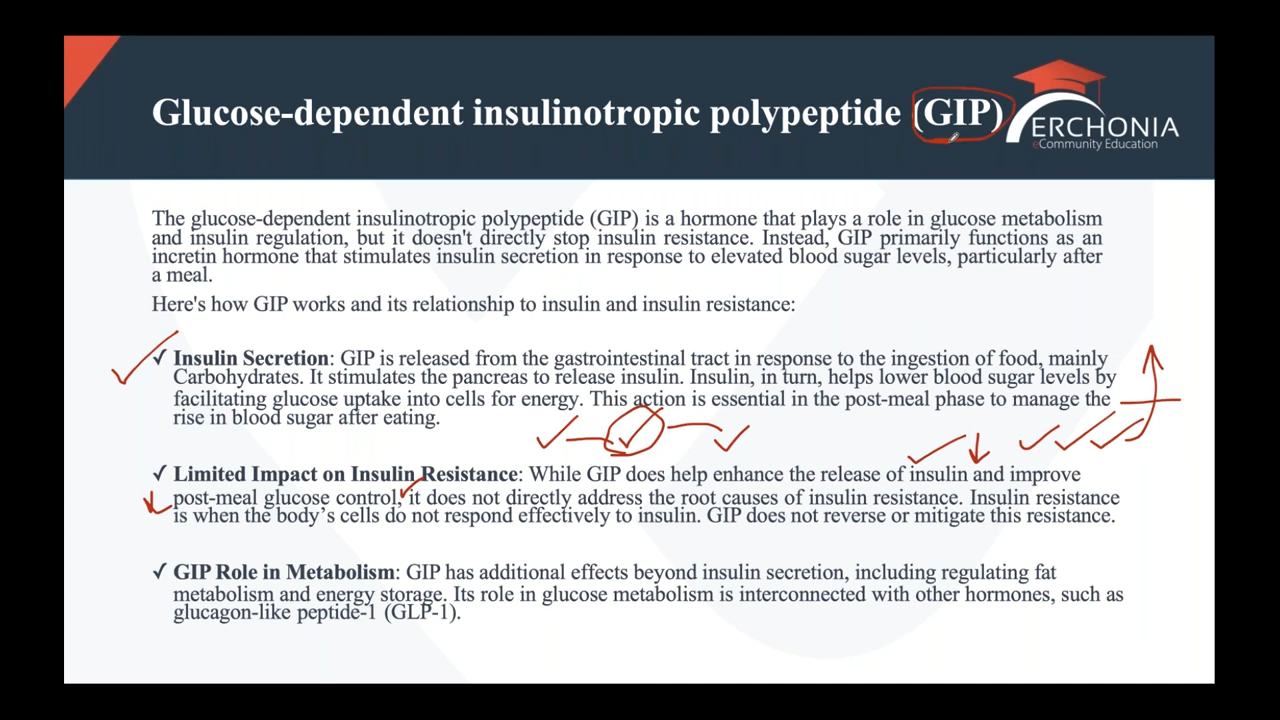 Glucose-dependent insulinotropic polypeptide (GIP)
ERCHONIA
eCommunity Education
The glucose-dependent insulinotropic polypeptide (GIP) is a hormone that plays a role in glucose metabolism
and insulin regulation, but it doesn't directly stop insulin resistance. Instead, GIP primarily functions as an
incretin hormone that stimulates insulin secretion in response to elevated blood sugar levels, particularly after
a meal.
Here's how GIP works and its relationship to insulin and insulin resistance:
✓ Insulin Secretion: GIP is released from the gastrointestinal tract in response to the ingestion of food, mainly
Carbohydrates. It stimulates the pancreas to release insulin. Insulin, in turn, helps lower blood sugar levels by
facilitating glucose uptake into cells for energy. This action is essential in the post-meal phase to manage the
rise in blood sugar after eating.
✓ Limited Impact on Insulin Resistance: While GIP does help enhance the release of insulin and improve
post-meal glucose control, it does not directly address the root causes of insulin resistance. Insulin resistance
is when the body's cells do not respond effectively to insulin. GIP does not reverse or mitigate this resistance.
✓ GIP Role in Metabolism: GIP has additional effects beyond insulin secretion, including regulating fat
metabolism and energy storage. Its role in glucose metabolism is interconnected with other hormones, such as
glucagon-like peptide-1 (GLP-1).